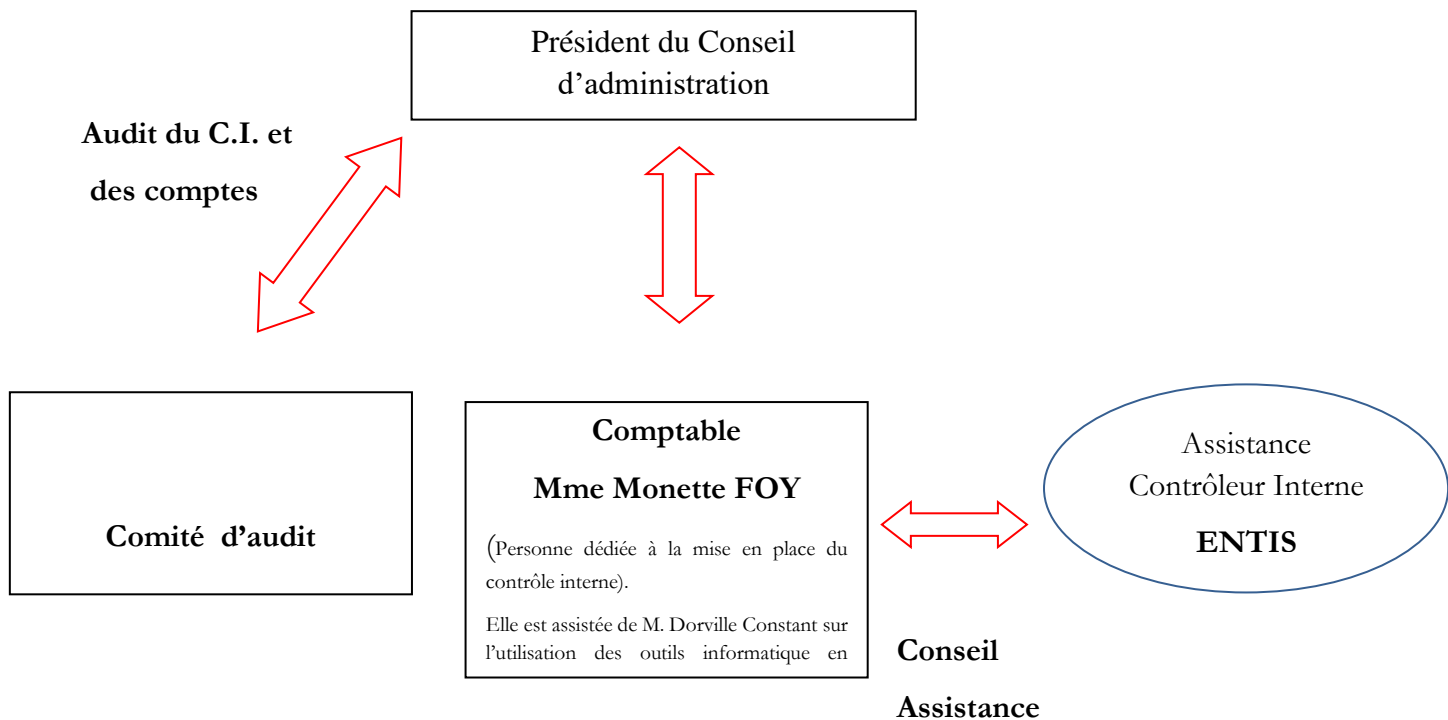 Président du Conseil
d’administration
Audit du C.I. et
des comptes
Comité d’audit
Comptable
Mme Monette FOY
(Personne dédiée à la mise en place du
contrôle interne).
Elle est assistée de M. Dorville Constant sur
l’utilisation des outils informatique en
Assistance
Contrôleur Interne
ENTIS
Conseil
Assistance